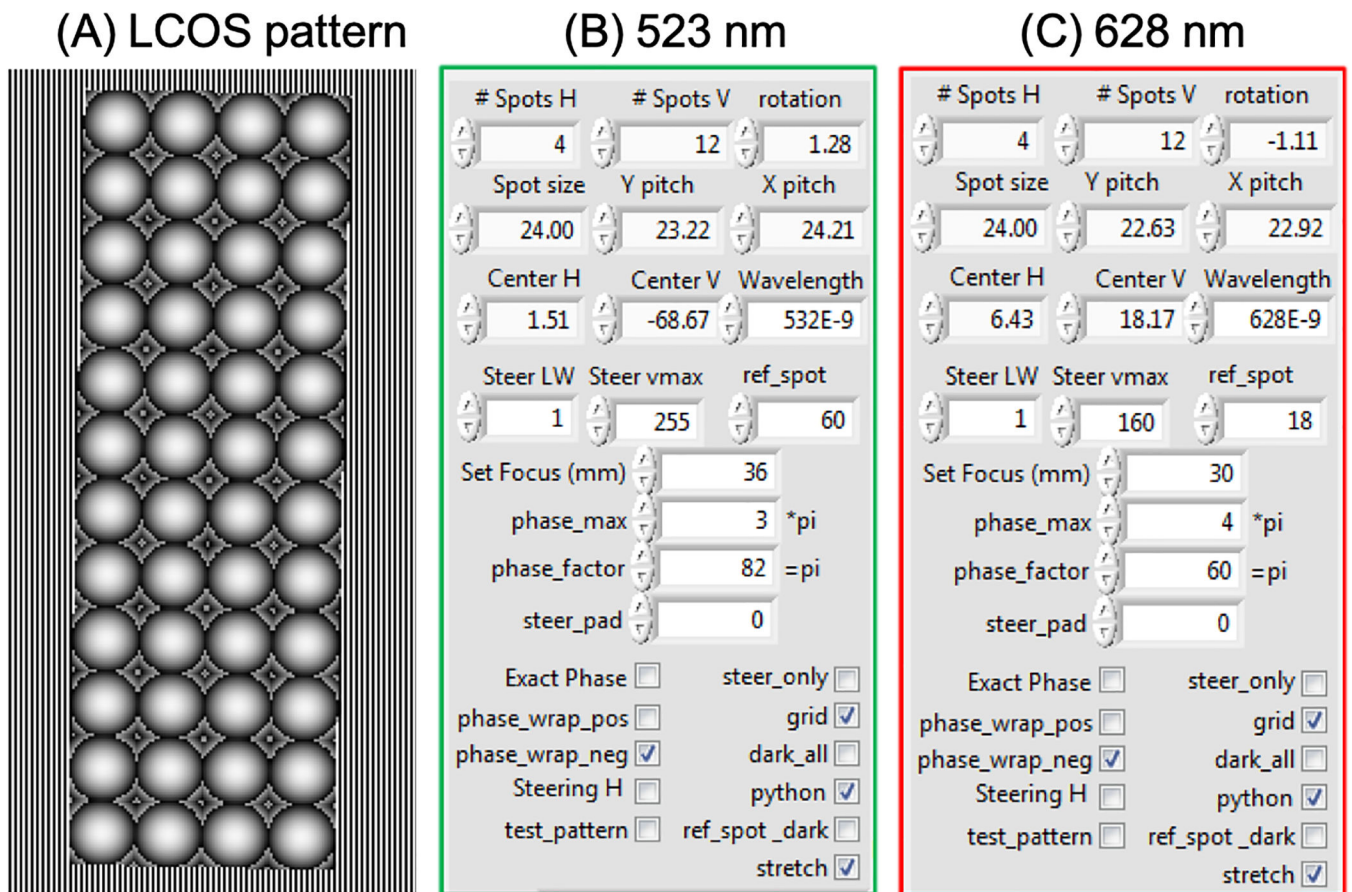 (A) LCOS pattern
(B) 523 nm
# Spots H # Spots V rotation
4 12 1.28
Spot size Y pitch X pitch
24.00 23.22 24.21
Center H Center V Wavelength
1.51 -68.67 532E-9
Steer LW Steer vmax ref_spot
1 255 60
Set Focus (mm) 36
phase_max 3 *pi
phase_factor 82 =pi
steer_pad 0
Exact Phase steer_only
phase_wrap_pos grid
phase_wrap_neg dark_all
Steering H python
test_pattern ref_spot _dark
stretch
(C) 628 nm
# Spots H # Spots V rotation
4 12 -1.11
Spot size Y pitch X pitch
24.00 22.63 22.92
Center H Center V Wavelength
6.43 18.17 628E-9
Steer LW Steer vmax ref_spot
1 160 18
Set Focus (mm) 30
phase_max 4 *pi
phase_factor 60 =pi
steer_pad 0
Exact Phase steer_only
phase_wrap_pos grid
phase_wrap_neg dark_all
Steering H python
test_pattern ref_spot _dark
stretch